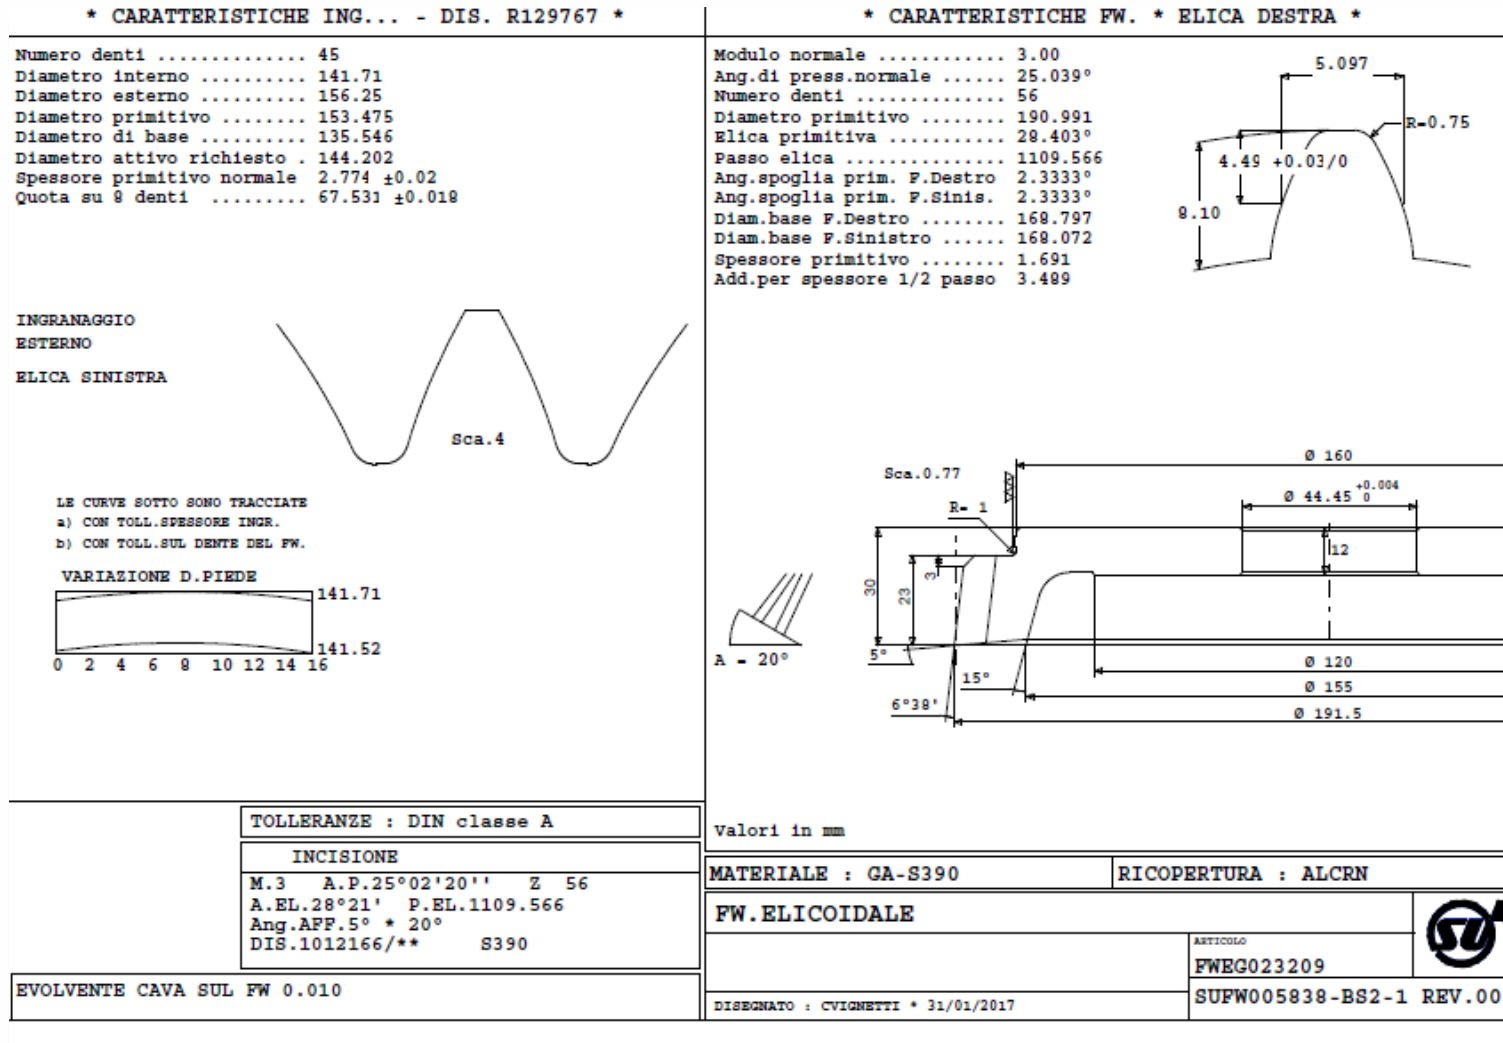 * CARATTERISTICHE ING... - DIS. R129767 *
Numero denti .............. 45
Diametro interno .......... 141.71
Diametro esterno .......... 156.25
Diametro primitivo ........ 153.475
Diametro di base .......... 135.546
Diametro attivo richiesto . 144.202
Spessore primitivo normale 2.774 ±0.02
Quota su 8 denti ......... 67.531 ±0.018
INGRANAGGIO
ESTERNO
ELICA SINISTRA
Sca.4
LE CURVE SOTTO SONO TRACCIATE
a) CON TOLL.SPESSORE INGR.
b) CON TOLL.SUL DENTE DEL FW.
VARIAZIONE D.PIEDE
141.71
141.52
0 2 4 6 8 10 12 14 16
TOLLERANZE : DIN classe A
INCISIONE
M.3 A.P.25°02'20'' Z 56
A.EL.28°21' P.EL.1109.566
Ang.AFF.5° * 20°
DIS.1012166/** S390
EVOLVENTE CAVA SUL FW 0.010
* CARATTERISTICHE FW. * ELICA DESTRA *
Modulo normale ............ 3.00
Ang.di press.normale ...... 25.039°
Numero denti .............. 56
Diametro primitivo ........ 190.991
Elica primitiva ........... 28.403°
Passo elica ............... 1109.566
Ang.spoglia prim. F.Destro 2.3333°
Ang.spoglia prim. F.Sinis. 2.3333°
Diam.base F.Destro ........ 168.797
Diam.base F.Sinistro ...... 168.072
Spessore primitivo ........ 1.691
Add.per spessore 1/2 passo 3.489
5.097
R=0.75
4.48 +0.03/0
8.10
Sca.0.77
Ø 160
Ø 44.45 +0.004
0
R= 1
12
3
30
23
A = 20°
5°
15°
6°38'
Ø 120
Ø 155
Ø 191.5
Valori in mm
MATERIALE : GA-S390
RICOPERTURA : ALCRN
FW.ELICOIDALE
SU
ARTICOLO
FWEG023209
DISEGNATO : CVIGNETTI * 31/01/2017
SUFW005838-BS2-1 REV.00